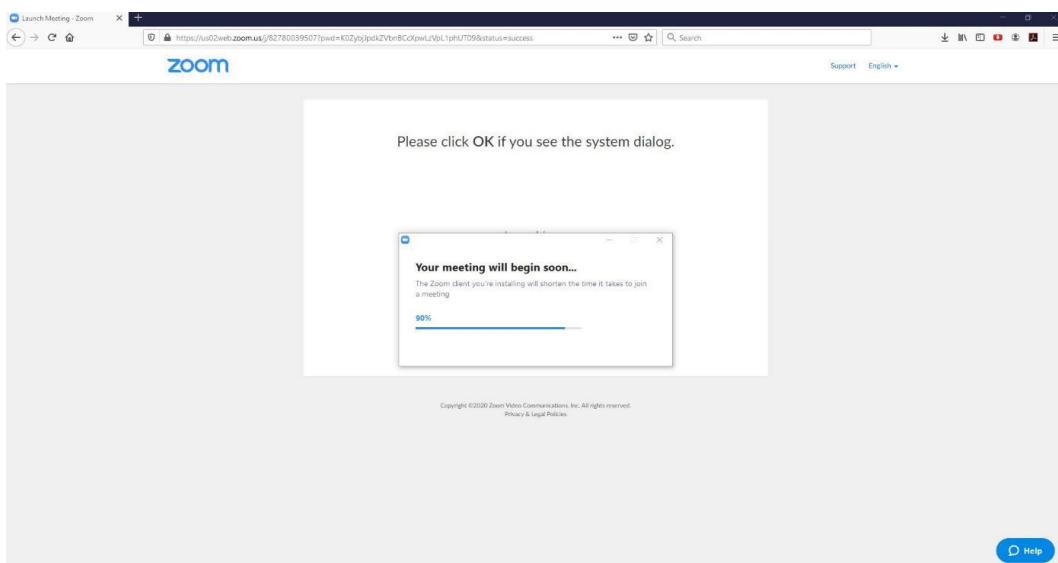 Launch Meeting - Zoom
https://us02web.zoom.us/j/82780039507?pwd=K0ZybjJpdkZVbnBCcXpwLzVpL1phUT09&status=success
Search
zoom
Support English
Please click OK if you see the system dialog.
Your meeting will begin soon...
The Zoom client you're installing will shorten the time it takes to join
a meeting
90%
Copyright ©2020 Zoom Video Communications, Inc. All rights reserved.
Privacy & Legal Policies
Help